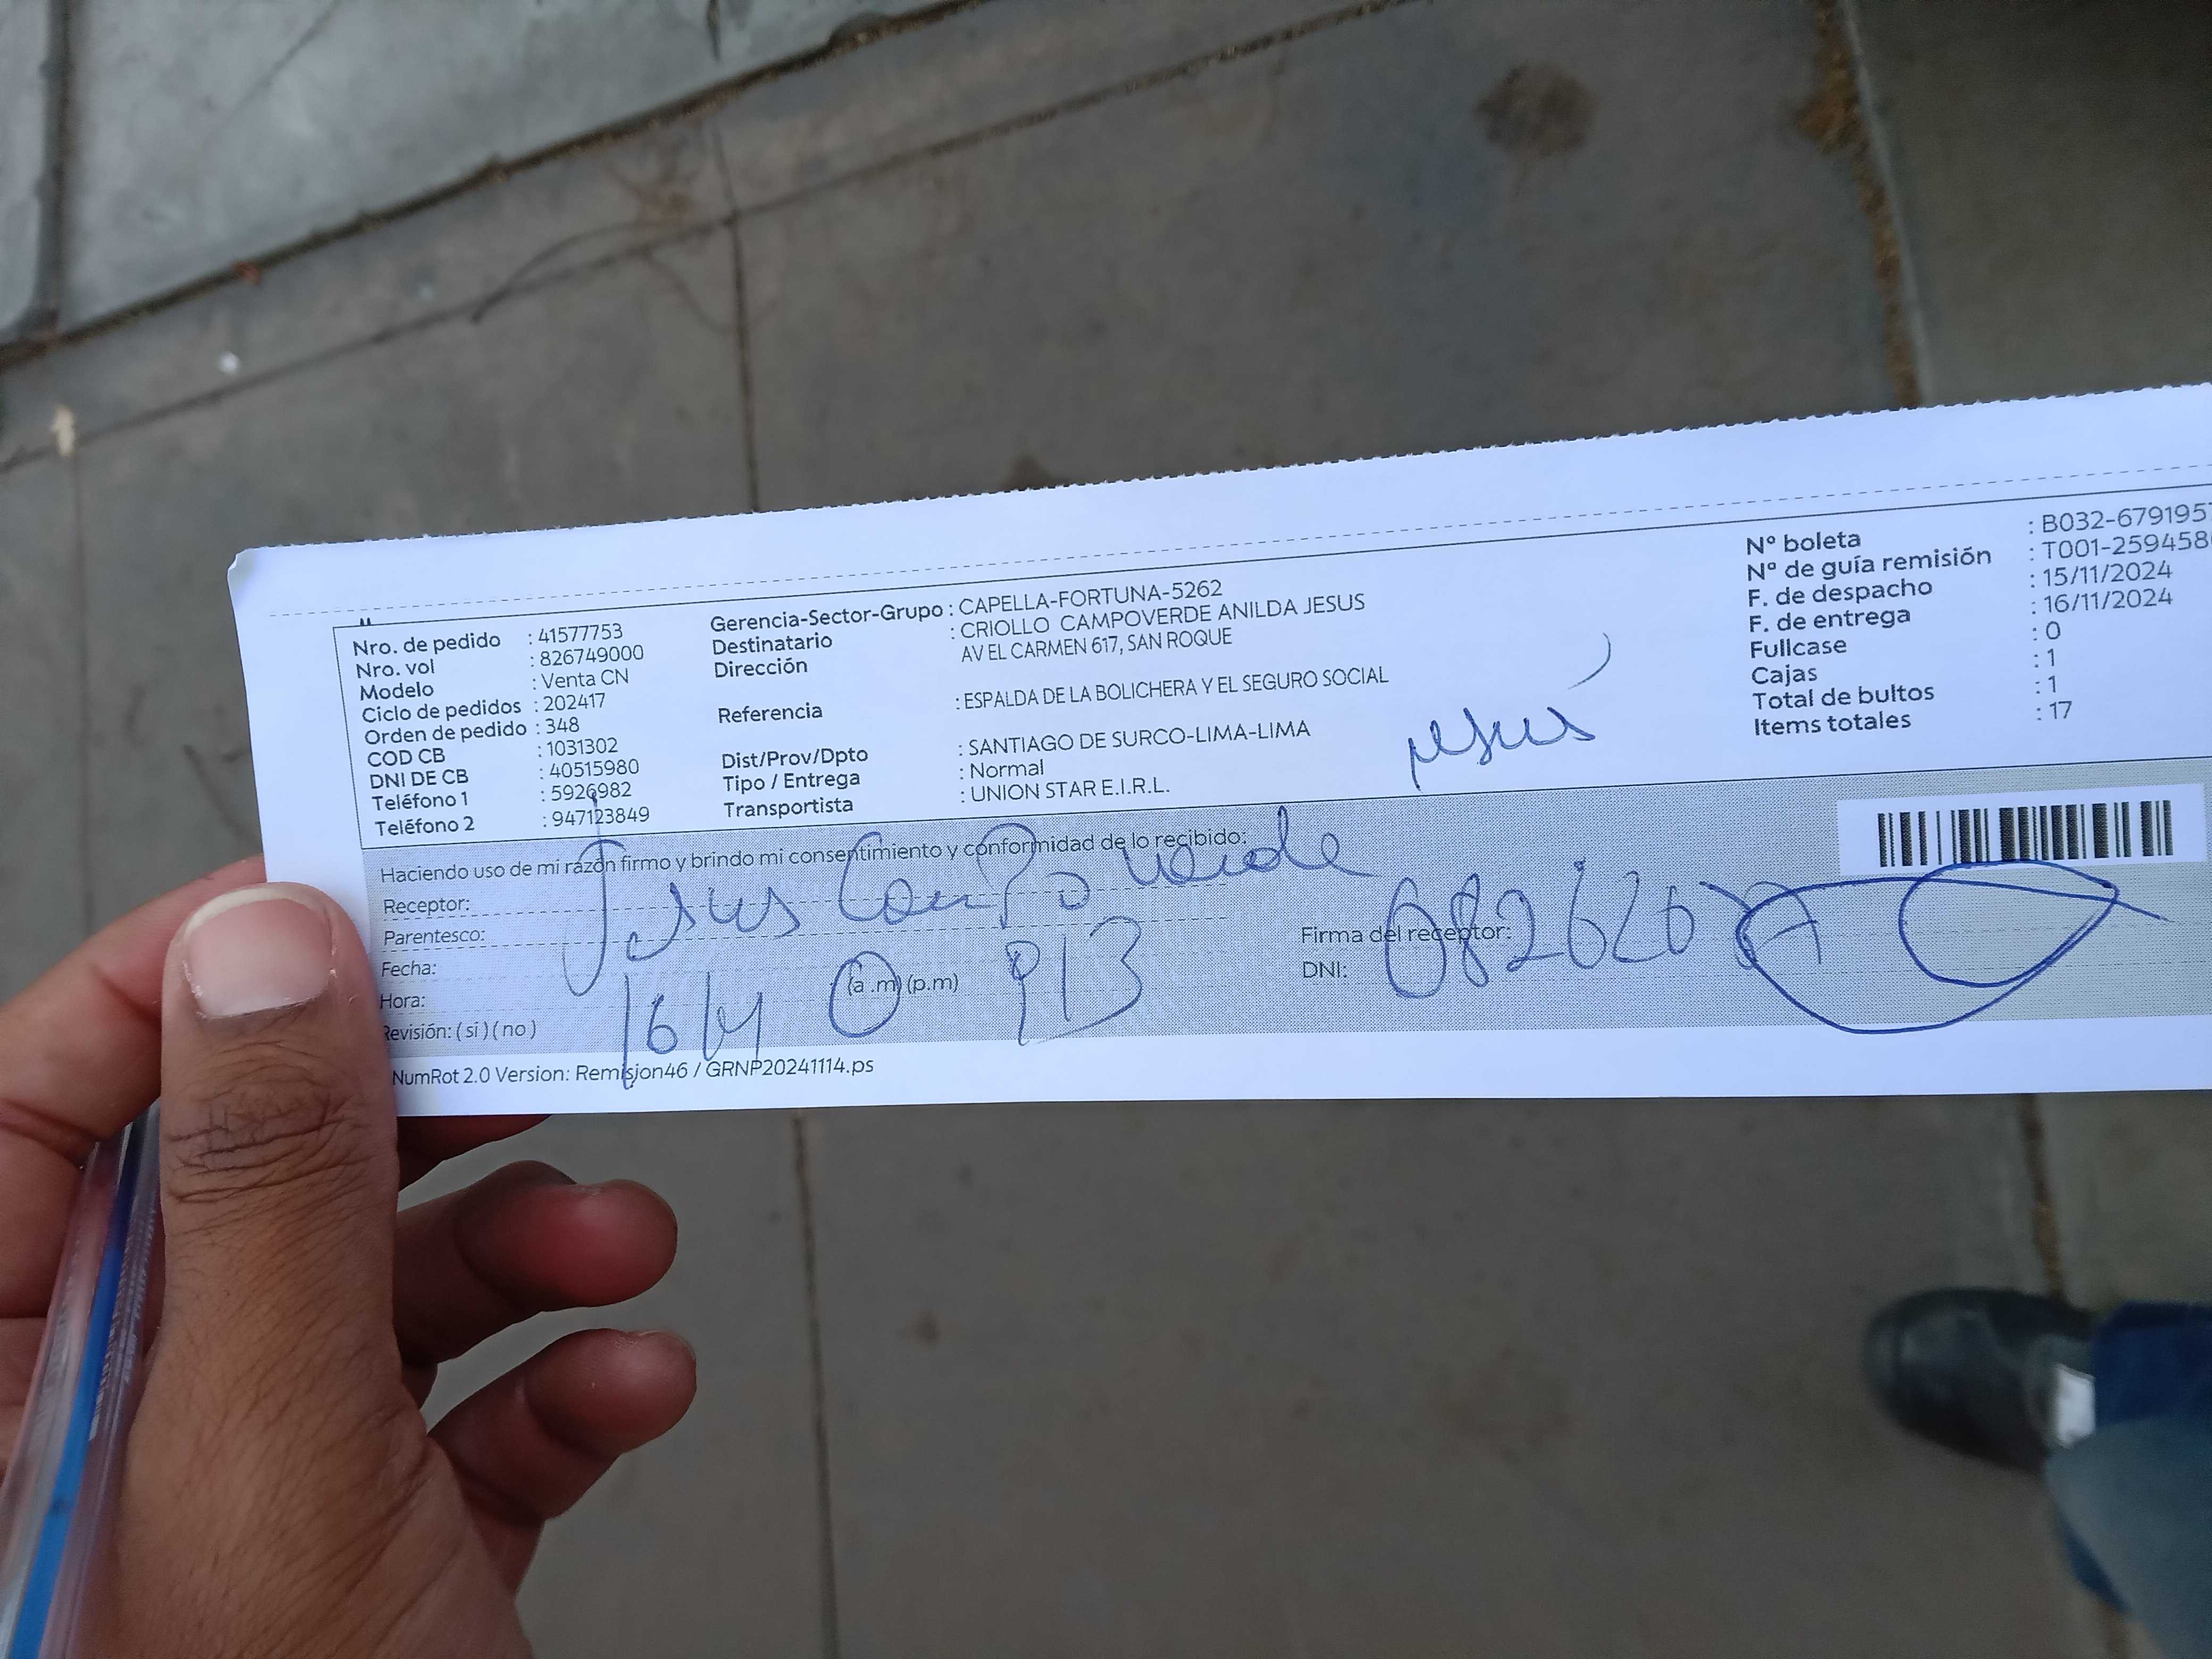 Nro. de pedido : 41577753
Nro. vol : 826749000
Modelo : Venta CN
Ciclo de pedidos : 202417
Orden de pedido : 348
COD CB : 1031302
DNI DE CB : 40515980
Teléfono 1 : 5926982
Teléfono 2 : 947123849
Gerencia-Sector-Grupo : CAPELLA-FORTUNA-5262
Destinatario : CRIOLLO CAMPOVERDE ANILDA JESUS
Dirección AV EL CARMEN 617, SAN ROQUE
Referencia : ESPALDA DE LA BOLICHERA Y EL SEGURO SOCIAL
Dist/Prov/Dpto : SANTIAGO DE SURCO-LIMA-LIMA
Tipo / Entrega : Normal
Transportista : UNION STAR E.I.R.L.
Nº boleta : B032-679195
Nº de guía remisión : T001-259458
F. de despacho : 15/11/2024
F. de entrega : 16/11/2024
Fullcase : 0
Cajas : 1
Total de bultos : 1
Items totales : 17
Jesus
Haciendo uso de mi razón firmo y brindo mi consentimiento y conformidad de lo recibido:
Receptor: Jesus Campoverde
Parentesco:
Fecha:
Hora: (a .m) (p.m)
Revisión: ( si ) ( no )
16/11 913
Firma del receptor:
DNI:
NumRot 2.0 Version: Remision46 / GRNP20241114.ps